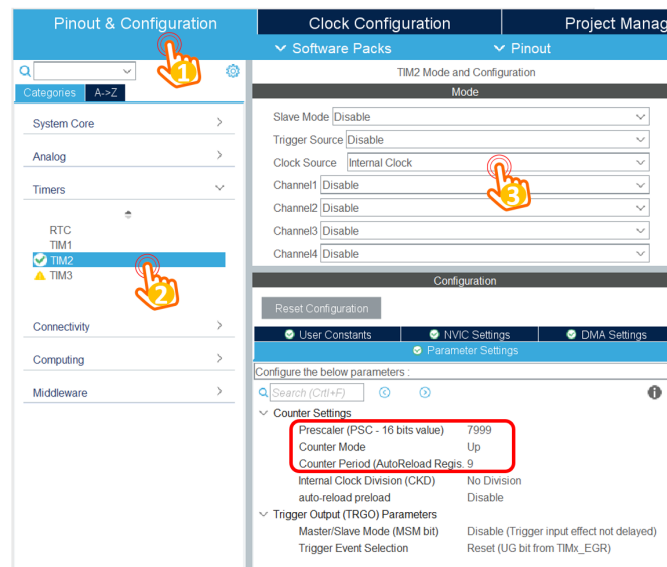 Pinout & Configuration
Clock Configuration
Project Manag
Software Packs
Pinout
1
Categories
A->Z
System Core
Analog
Timers
RTC
TIM1
TIM2
TIM3
2
Connectivity
Computing
Middleware
TIM2 Mode and Configuration
Mode
Slave Mode Disable
Trigger Source Disable
Clock Source Internal Clock
3
Channel1 Disable
Channel2 Disable
Channel3 Disable
Channel4 Disable
Configuration
Reset Configuration
User Constants
NVIC Settings
DMA Settings
Parameter Settings
Configure the below parameters :
Search (Crtl+F)
Counter Settings
Prescaler (PSC - 16 bits value) 7999
Counter Mode Up
Counter Period (AutoReload Regis. 9
Internal Clock Division (CKD) No Division
auto-reload preload Disable
Trigger Output (TRGO) Parameters
Master/Slave Mode (MSM bit) Disable (Trigger input effect not delayed)
Trigger Event Selection Reset (UG bit from TIMx_EGR)